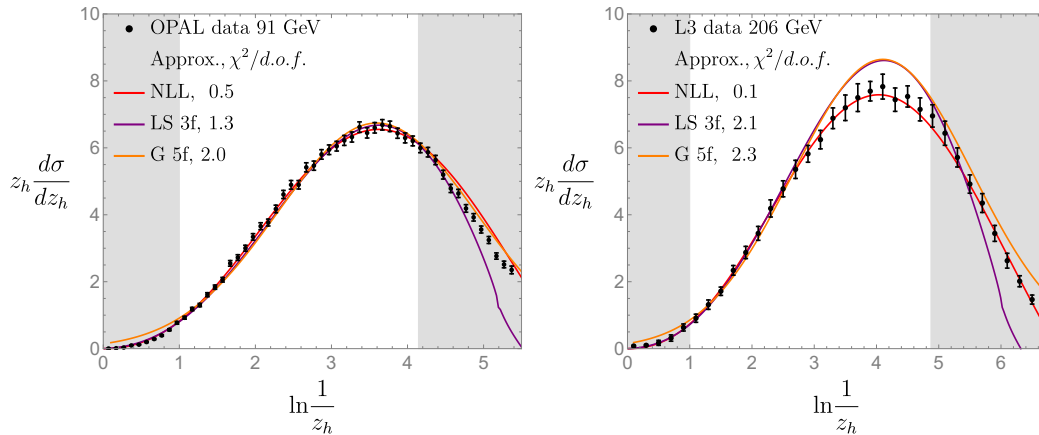 OPAL data 91 GeV
Approx., χ²/d.o.f.
NLL, 0.5
LS 3f, 1.3
G 5f, 2.0
10
8
6
4
2
0
z_h dσ/dz_h
0 1 2 3 4 5
ln 1/z_h
L3 data 206 GeV
Approx., χ²/d.o.f.
NLL, 0.1
LS 3f, 2.1
G 5f, 2.3
10
8
6
4
2
0
z_h dσ/dz_h
0 1 2 3 4 5 6
ln 1/z_h